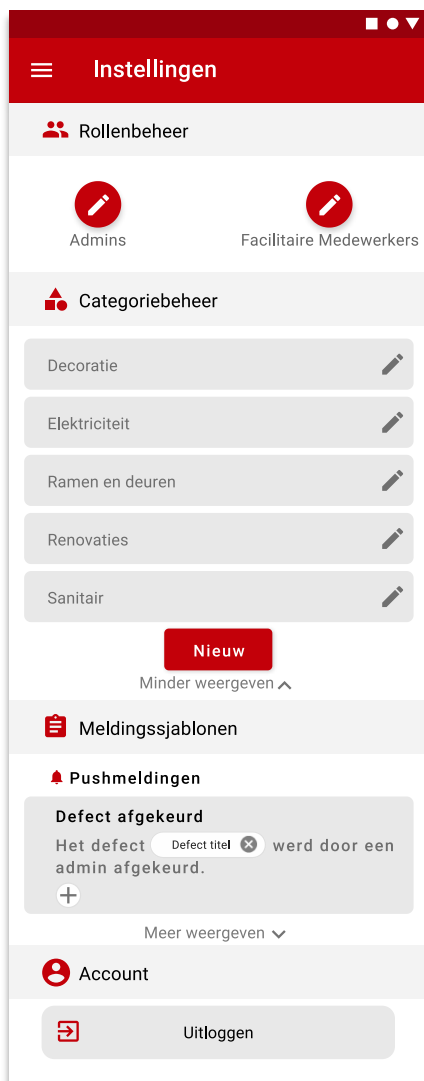 Instellingen
Rollenbeheer
Admins
Facilitaire Medewerkers
Categoriebeheer
Decoratie
Elektriciteit
Ramen en deuren
Renovaties
Sanitair
Nieuw
Minder weergeven
Meldingssjablonen
Pushmeldingen
Defect afgekeurd
Het defect Defect titel werd door een
admin afgekeurd.
Meer weergeven
Account
Uitloggen